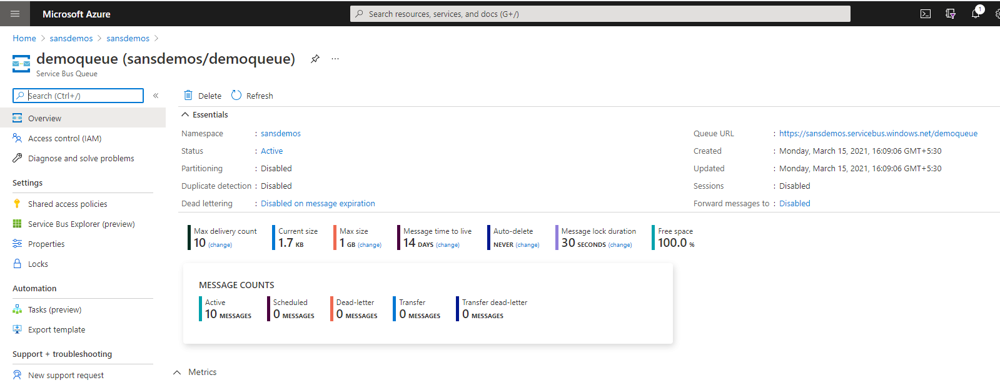 Microsoft Azure
Search resources, services, and docs (G+/)
1
Home > sansdemos > sansdemos >
demoqueue (sansdemos/demoqueue)
...
Service Bus Queue
Search (Ctrl+/)
«
Delete
Refresh
Overview
Access control (IAM)
Diagnose and solve problems
Settings
Shared access policies
Service Bus Explorer (preview)
Properties
Locks
Automation
Tasks (preview)
Export template
Support + troubleshooting
New support request
Essentials
Namespace : sansdemos
Status : Active
Partitioning : Disabled
Duplicate detection : Disabled
Dead lettering : Disabled on message expiration
Queue URL : https://sansdemos.servicebus.windows.net/demoqueue
Created : Monday, March 15, 2021, 16:09:06 GMT+5:30
Updated : Monday, March 15, 2021, 16:09:06 GMT+5:30
Sessions : Disabled
Forward messages to : Disabled
Max delivery count
10 (change)
Current size
1.7 KB
Max size
1 GB (change)
Message time to live
14 DAYS (change)
Auto-delete
NEVER (change)
Message lock duration
30 SECONDS (change)
Free space
100.0 %
MESSAGE COUNTS
Active
10 MESSAGES
Scheduled
0 MESSAGES
Dead-letter
0 MESSAGES
Transfer
0 MESSAGES
Transfer dead-letter
0 MESSAGES
Metrics